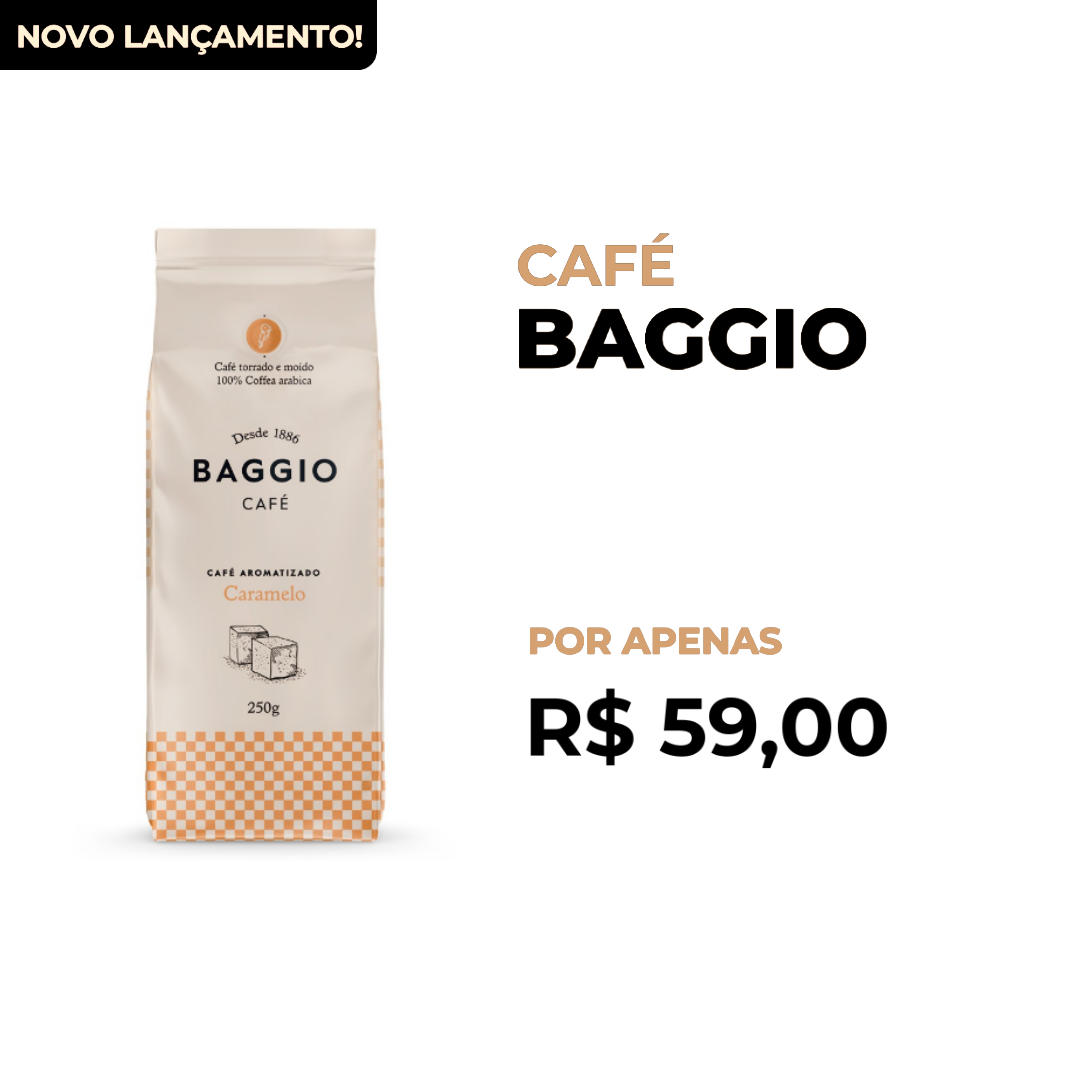 NOVO LANÇAMENTO!
Café torrado e moído
100% Coffea arabica
Desde 1886
BAGGIO
CAFÉ
CAFÉ AROMATIZADO
Caramelo
250g
CAFÉ
BAGGIO
POR APENAS
R$ 59,00